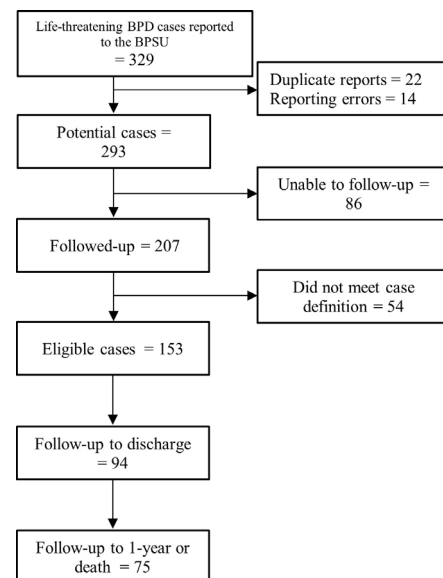 Life-threatening BPD cases reported
to the BPSU
= 329
Duplicate reports = 22
Reporting errors = 14
Potential cases =
293
Unable to follow-up =
86
Followed-up = 207
Did not meet case
definition = 54
Eligible cases = 153
Follow-up to discharge
= 94
Follow-up to 1-year or
death = 75